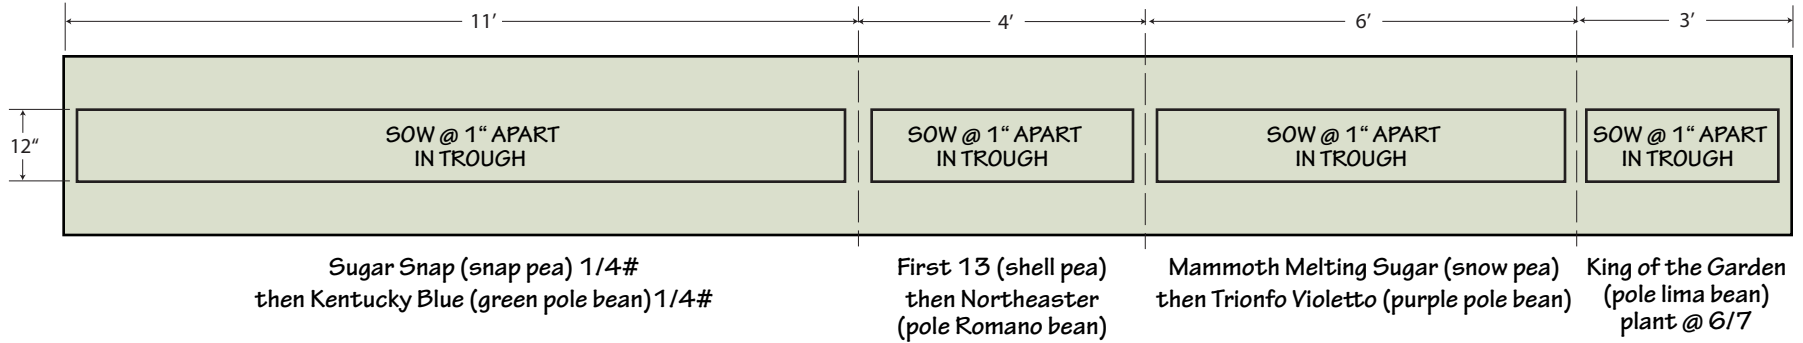 11′
4′
6′
3′
12“
SOW @ 1“ APART
IN TROUGH
SOW @ 1“ APART
IN TROUGH
SOW @ 1“ APART
IN TROUGH
SOW @ 1“ APART
IN TROUGH
Sugar Snap (snap pea) 1/4#
then Kentucky Blue (green pole bean) 1/4#
First 13 (shell pea)
then Northeaster
(pole Romano bean)
Mammoth Melting Sugar (snow pea)
then Trionfo Violetto (purple pole bean)
King of the Garden
(pole lima bean)
plant @ 6/7